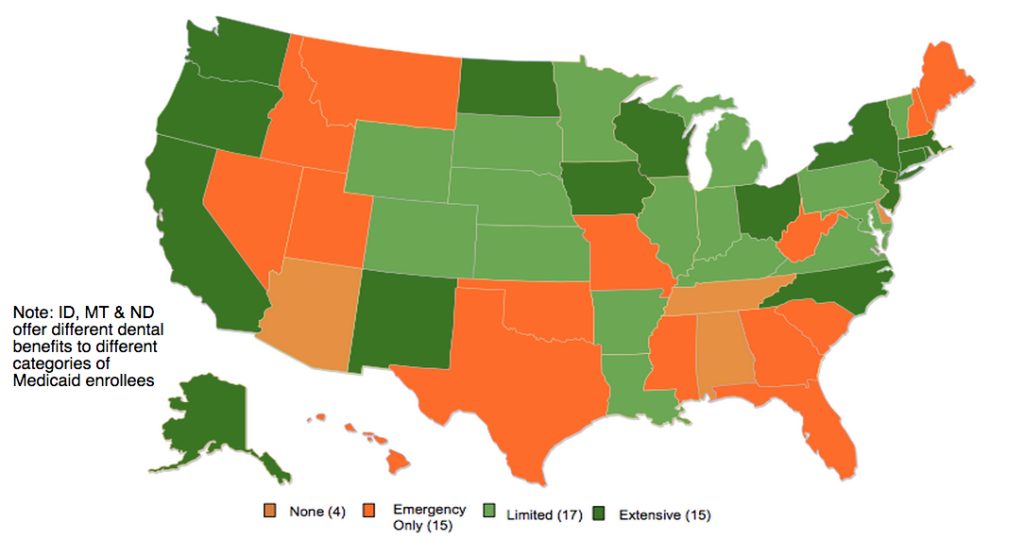 Note: ID, MT & ND
offer different dental
benefits to different
categories of
Medicaid enrollees
None (4)
Emergency
Only (15)
Limited (17)
Extensive (15)